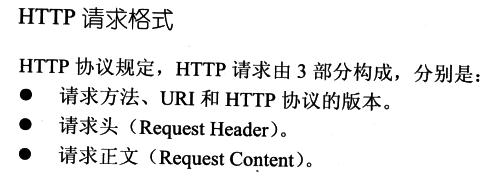 HTTP 请求格式
HTTP 协议规定，HTTP 请求由 3 部分构成，分别是：
● 请求方法、URI 和 HTTP 协议的版本。
● 请求头（Request Header）。
● 请求正文（Request Content）。